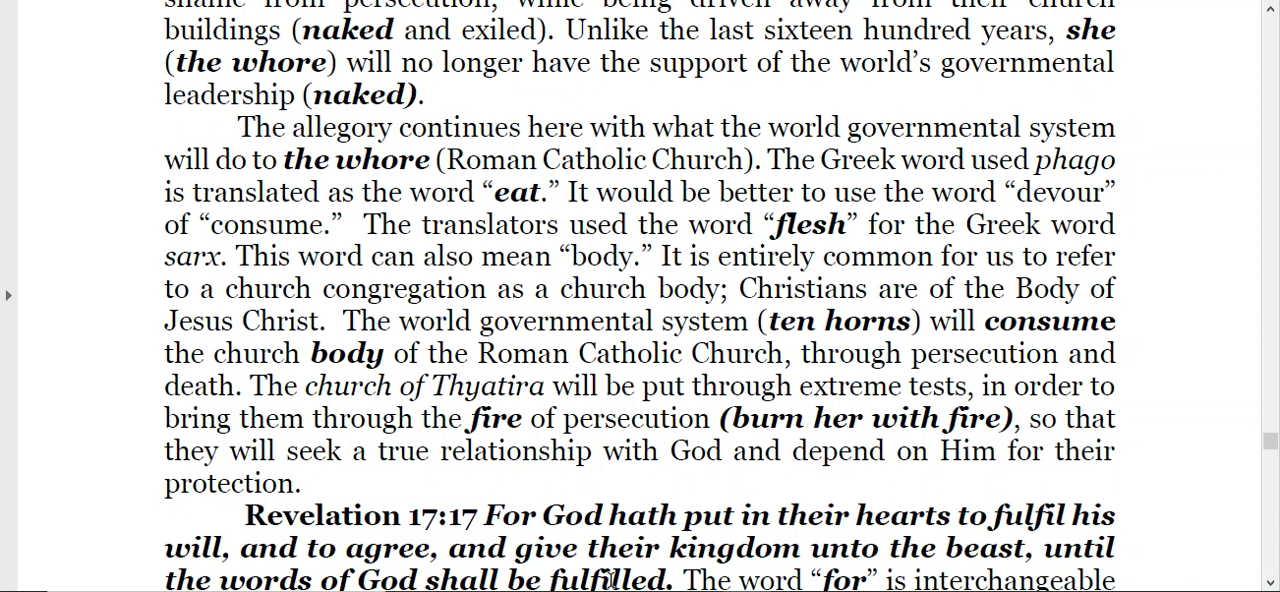 shame from persecution, while being driven away from their church
buildings (naked and exiled). Unlike the last sixteen hundred years, she
(the whore) will no longer have the support of the world’s governmental
leadership (naked).
The allegory continues here with what the world governmental system
will do to the whore (Roman Catholic Church). The Greek word used phago
is translated as the word “eat.” It would be better to use the word “devour”
of “consume.” The translators used the word “flesh” for the Greek word
sarx. This word can also mean “body.” It is entirely common for us to refer
to a church congregation as a church body; Christians are of the Body of
Jesus Christ. The world governmental system (ten horns) will consume
the church body of the Roman Catholic Church, through persecution and
death. The church of Thyatira will be put through extreme tests, in order to
bring them through the fire of persecution (burn her with fire), so that
they will seek a true relationship with God and depend on Him for their
protection.
Revelation 17:17 For God hath put in their hearts to fulfil his
will, and to agree, and give their kingdom unto the beast, until
the words of God shall be fulfilled. The word “for” is interchangeable